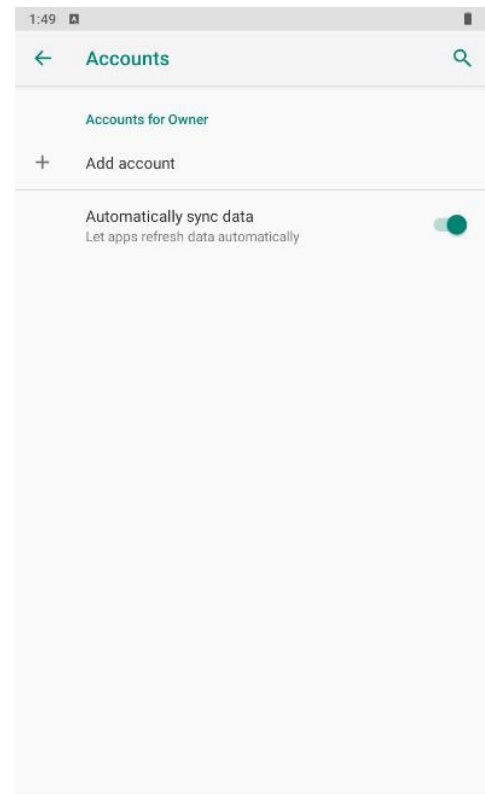 1:49
Accounts
Accounts for Owner
Add account
Automatically sync data
Let apps refresh data automatically